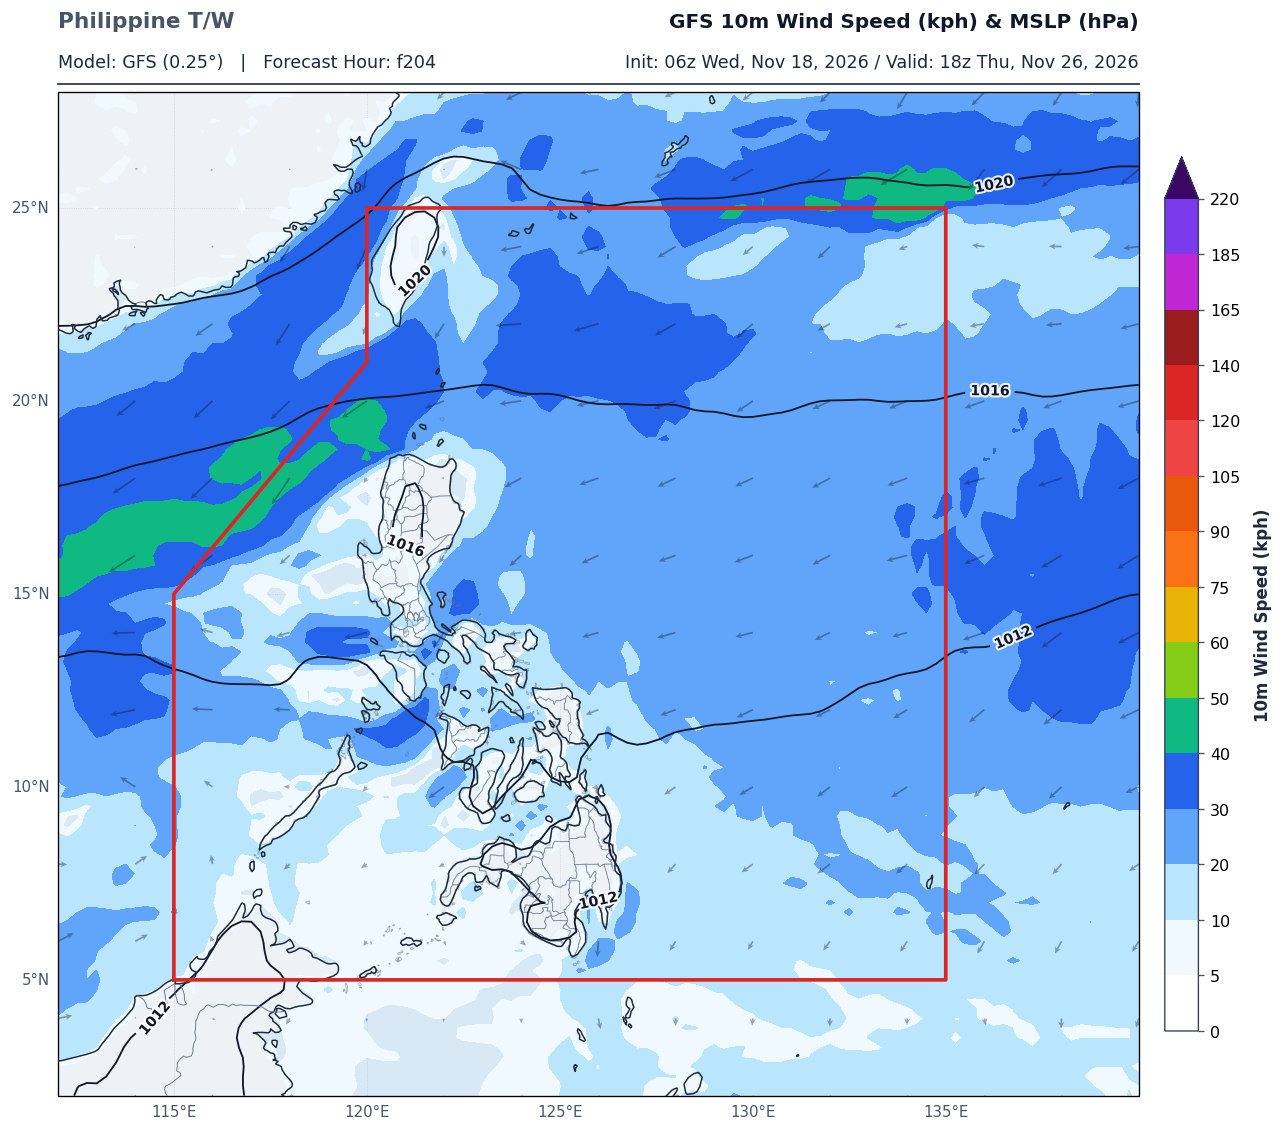 Philippine T/W
GFS 10m Wind Speed (kph) & MSLP (hPa)
Model: GFS (0.25°) | Forecast Hour: f204
Init: 06z Wed, Nov 18, 2026 / Valid: 18z Thu, Nov 26, 2026
25°N
20°N
15°N
10°N
5°N
115°E
120°E
125°E
130°E
135°E
1020
1020
1016
1016
1012
1012
1012
220
185
165
140
120
105
90
75
60
50
40
30
20
10
5
0
10m Wind Speed (kph)